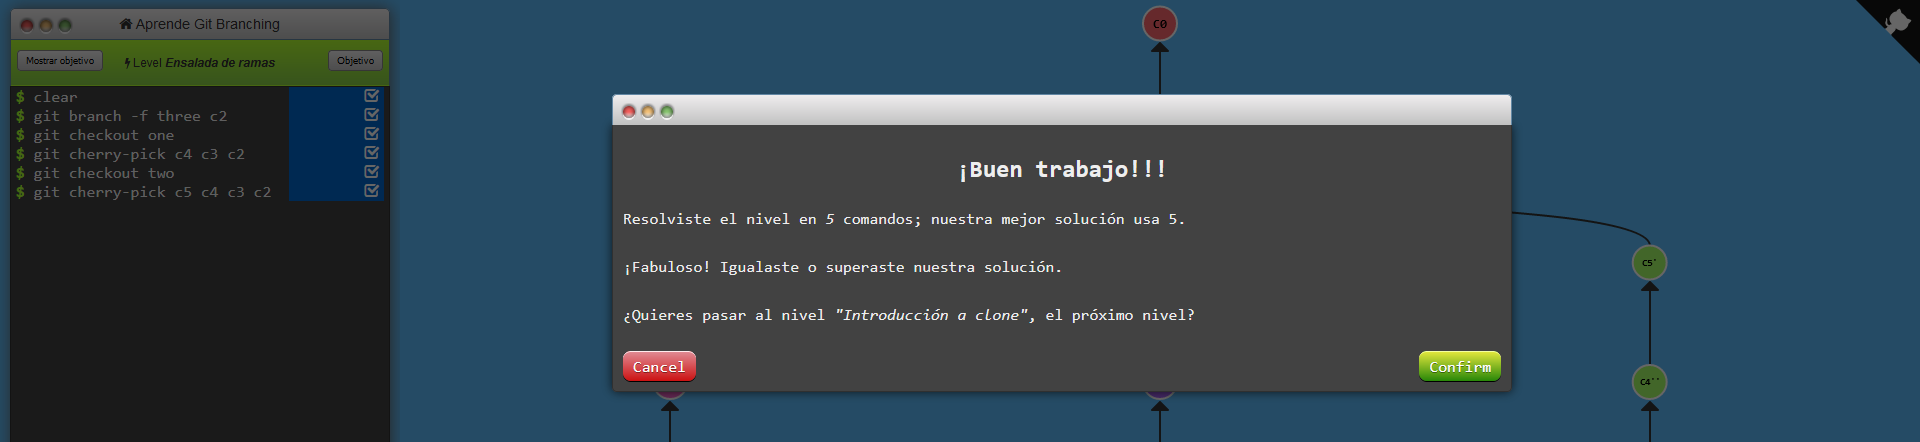 Aprende Git Branching
Mostrar objetivo
Level Ensalada de ramas
Objetivo
$ clear
$ git branch -f three c2
$ git checkout one
$ git cherry-pick c4 c3 c2
$ git checkout two
$ git cherry-pick c5 c4 c3 c2
C0
¡Buen trabajo!!!
Resolviste el nivel en 5 comandos; nuestra mejor solución usa 5.
¡Fabuloso! Igualaste o superaste nuestra solución.
¿Quieres pasar al nivel "Introducción a clone", el próximo nivel?
Cancel
Confirm
C5'
C4''